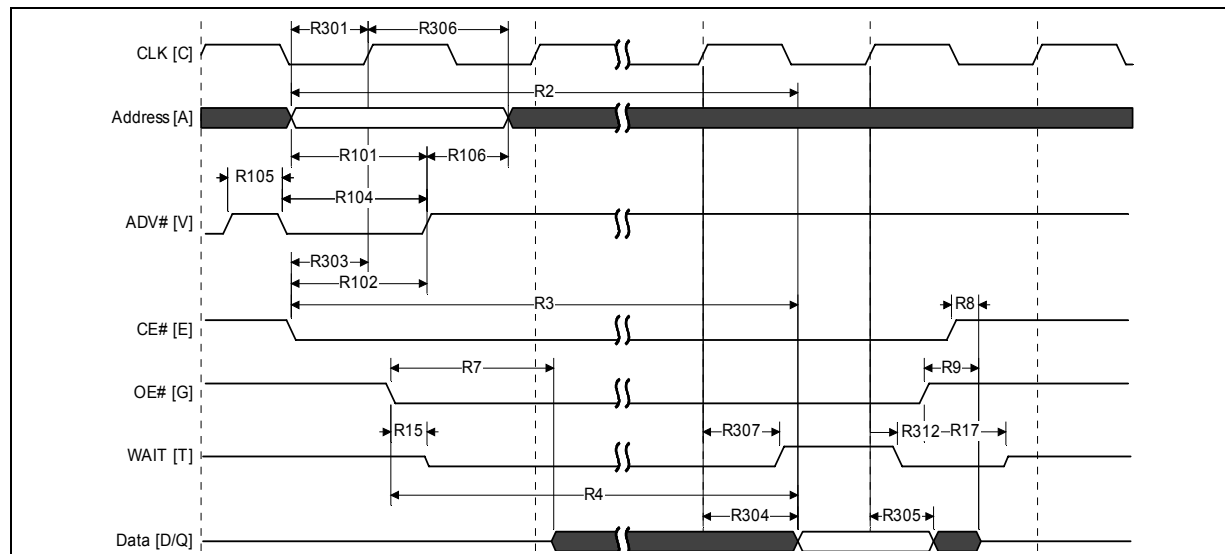 R301 R306
CLK [C]
R2
Address [A]
R101 R106
R105
R104
ADV# [V]
R303
R102
R3 R8
CE# [E]
R7 R9
OE# [G]
R15 R307 R312 R17
WAIT [T]
R4
R304 R305
Data [D/Q]